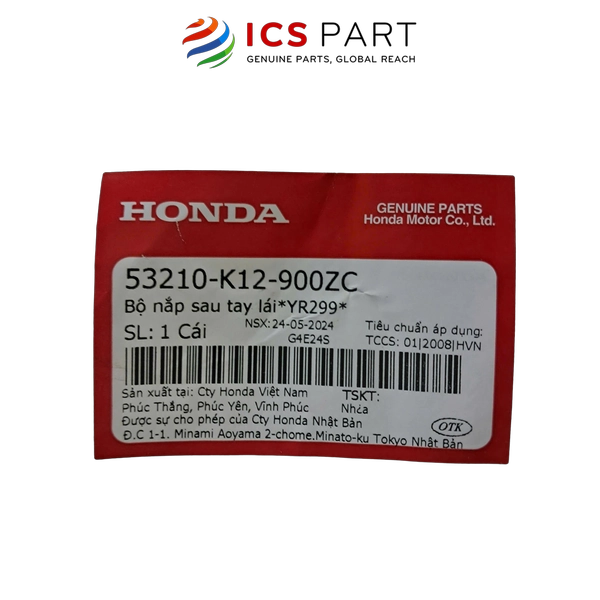 ICS PART
GENUINE PARTS, GLOBAL REACH
HONDA
GENUINE PARTS
Honda Motor Co., Ltd.
53210-K12-900ZC
Bộ nắp sau tay lái*YR299*
SL: 1 Cái
NSX:24-05-2024
G4E24S
Tiêu chuẩn áp dụng:
TCCS: 01|2008|HVN
Sản xuất tại: Cty Honda Việt Nam
Phúc Thắng, Phúc Yên, Vĩnh Phúc
Được sự cho phép của Cty Honda Nhật Bản
Đ.C 1-1. Minami Aoyama 2-chome.Minato-ku Tokyo Nhật Bản
TSKT:
Nhựa
OTK